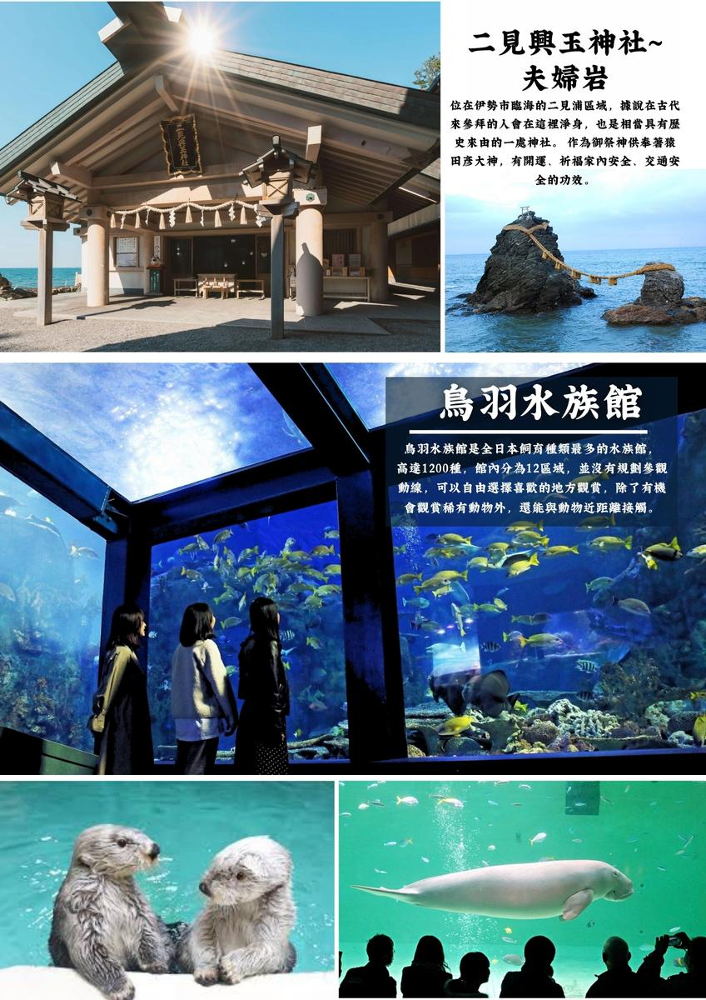 二見興玉神社~
夫婦岩
位在伊勢市臨海的二見浦區域，據說在古代
來參拜的人會在這裡淨身，也是相當具有歷
史來由的一處神社。 作為御祭神供奉著猿
田彥大神，有開運、祈福家內安全、交通安
全的功效。
二見興玉神社
鳥羽水族館
鳥羽水族館是全日本飼育種類最多的水族館，
高達1200種，館內分為12區域，並沒有規劃參觀
動線，可以自由選擇喜歡的地方觀賞，除了有機
會觀賞稀有動物外，還能與動物近距離接觸。